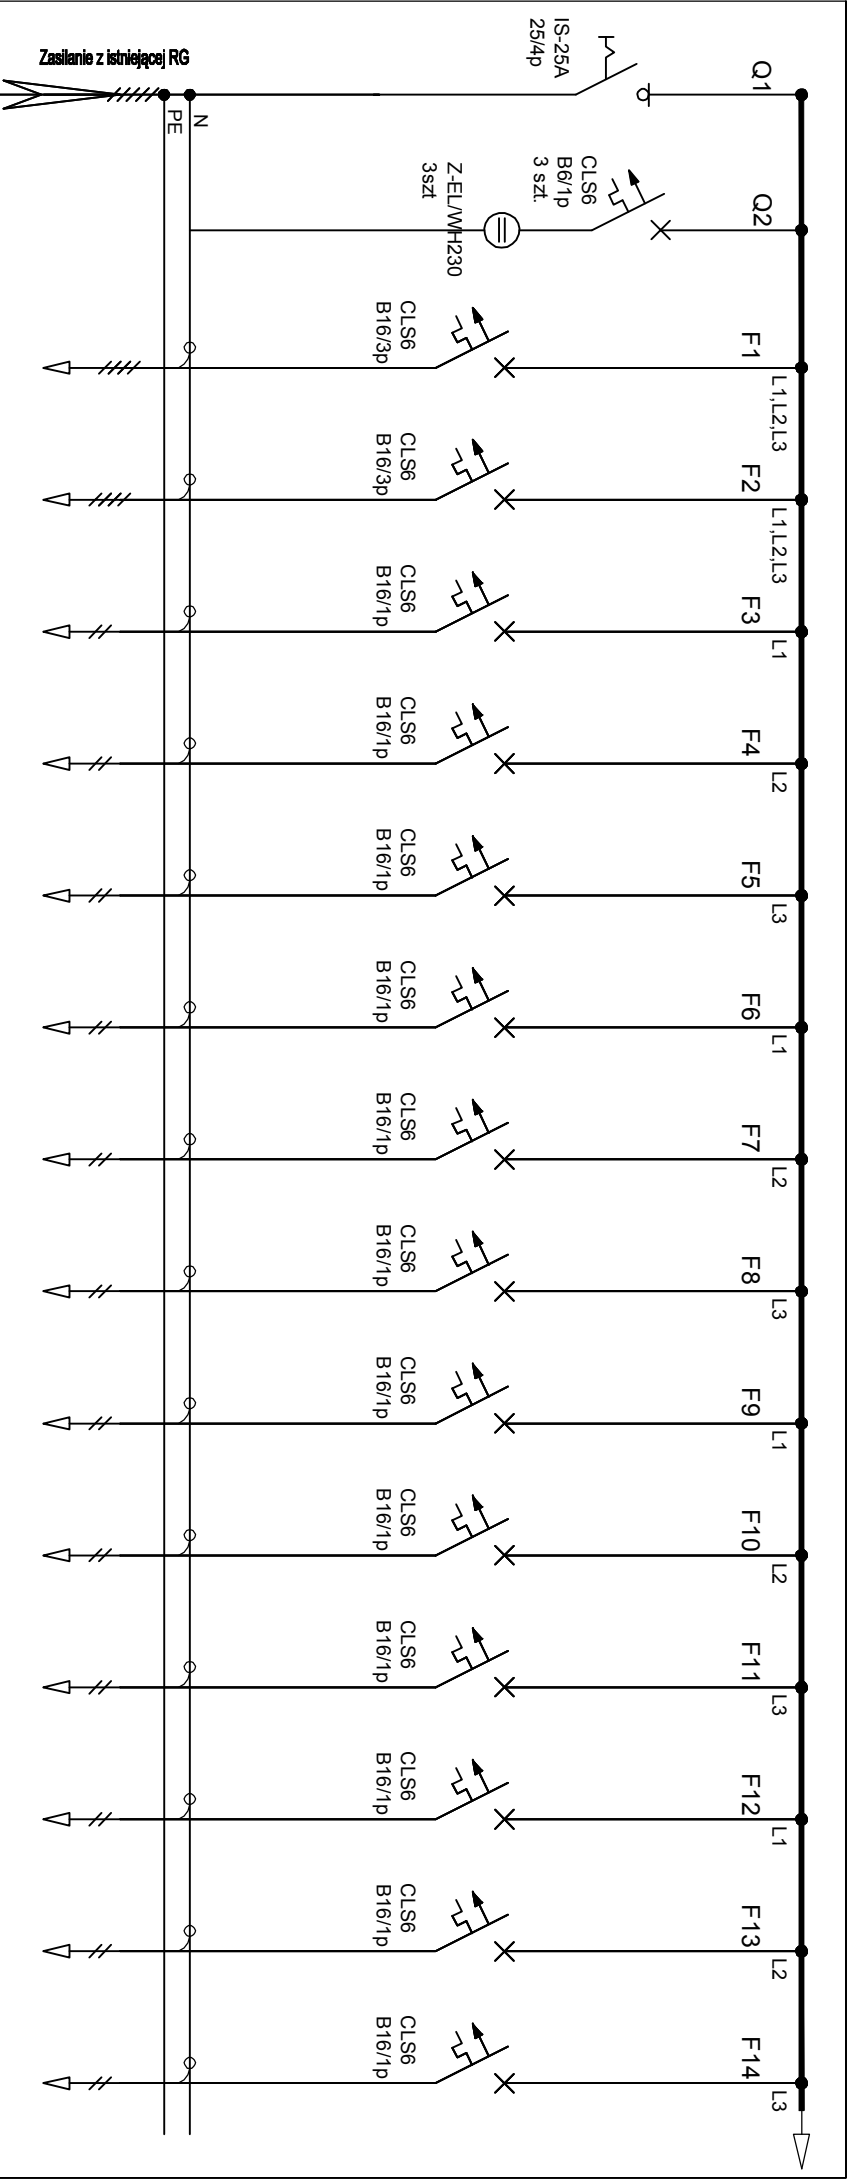 Zasilanie z istniejącej RG
Q1
IS-25A
25/4p
N
PE
Q2
CLS6
B6/1p
3 szt.
Z-EL/WH230
3szt
F1
L1,L2,L3
CLS6
B16/3p
F2
L1,L2,L3
CLS6
B16/3p
F3
L1
CLS6
B16/1p
F4
L2
CLS6
B16/1p
F5
L3
CLS6
B16/1p
F6
L1
CLS6
B16/1p
F7
L2
CLS6
B16/1p
F8
L3
CLS6
B16/1p
F9
L1
CLS6
B16/1p
F10
L2
CLS6
B16/1p
F11
L3
CLS6
B16/1p
F12
L1
CLS6
B16/1p
F13
L2
CLS6
B16/1p
F14
L3
CLS6
B16/1p